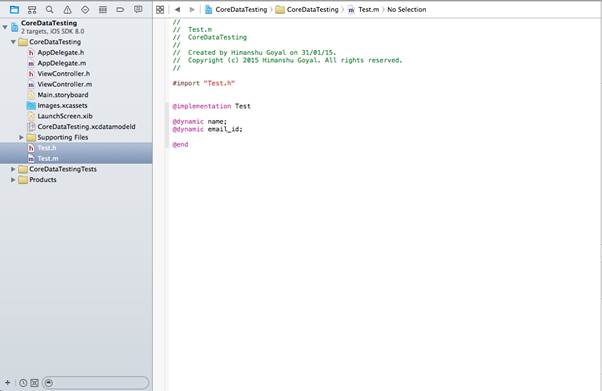 CoreDataTesting
2 targets, iOS SDK 8.0
CoreDataTesting
AppDelegate.h
AppDelegate.m
ViewController.h
ViewController.m
Main.storyboard
Images.xcassets
LaunchScreen.xib
CoreDataTesting.xcdatamodeld
Supporting Files
Test.h
Test.m
CoreDataTestingTests
Products
CoreDataTesting CoreDataTesting Test.m No Selection
//
// Test.m
// CoreDataTesting
//
// Created by Himanshu Goyal on 31/01/15.
// Copyright (c) 2015 Himanshu Goyal. All rights reserved.
//
#import "Test.h"
@implementation Test
@dynamic name;
@dynamic email_id;
@end